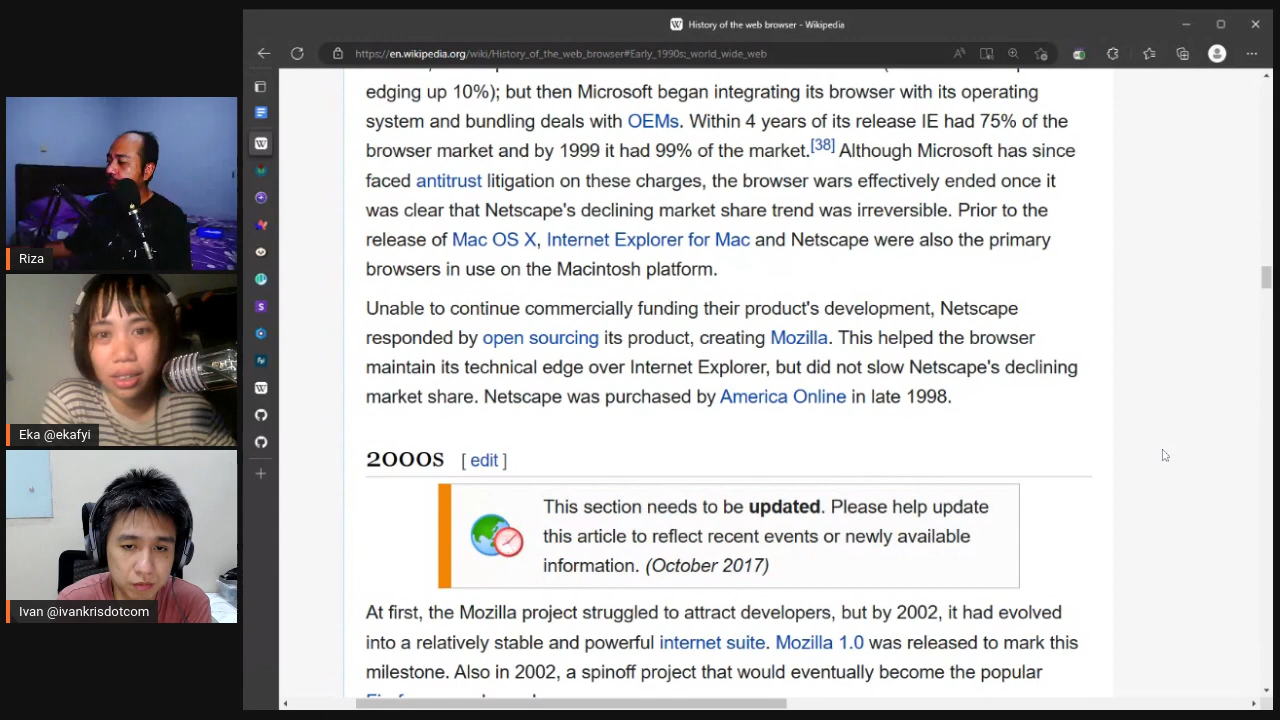 History of the web browser - Wikipedia
https://en.wikipedia.org/wiki/History_of_the_web_browser#Early_1990s:_world_wide_web
edging up 10%); but then Microsoft began integrating its browser with its operating
system and bundling deals with OEMs. Within 4 years of its release IE had 75% of the
browser market and by 1999 it had 99% of the market.[38] Although Microsoft has since
faced antitrust litigation on these charges, the browser wars effectively ended once it
was clear that Netscape's declining market share trend was irreversible. Prior to the
release of Mac OS X, Internet Explorer for Mac and Netscape were also the primary
browsers in use on the Macintosh platform.
Unable to continue commercially funding their product's development, Netscape
responded by open sourcing its product, creating Mozilla. This helped the browser
maintain its technical edge over Internet Explorer, but did not slow Netscape's declining
market share. Netscape was purchased by America Online in late 1998.
2000s [ edit ]
This section needs to be updated. Please help update
this article to reflect recent events or newly available
information. (October 2017)
At first, the Mozilla project struggled to attract developers, but by 2002, it had evolved
into a relatively stable and powerful internet suite. Mozilla 1.0 was released to mark this
milestone. Also in 2002, a spinoff project that would eventually become the popular
Riza
Eka @ekafyi
Ivan @ivankrisdotcom